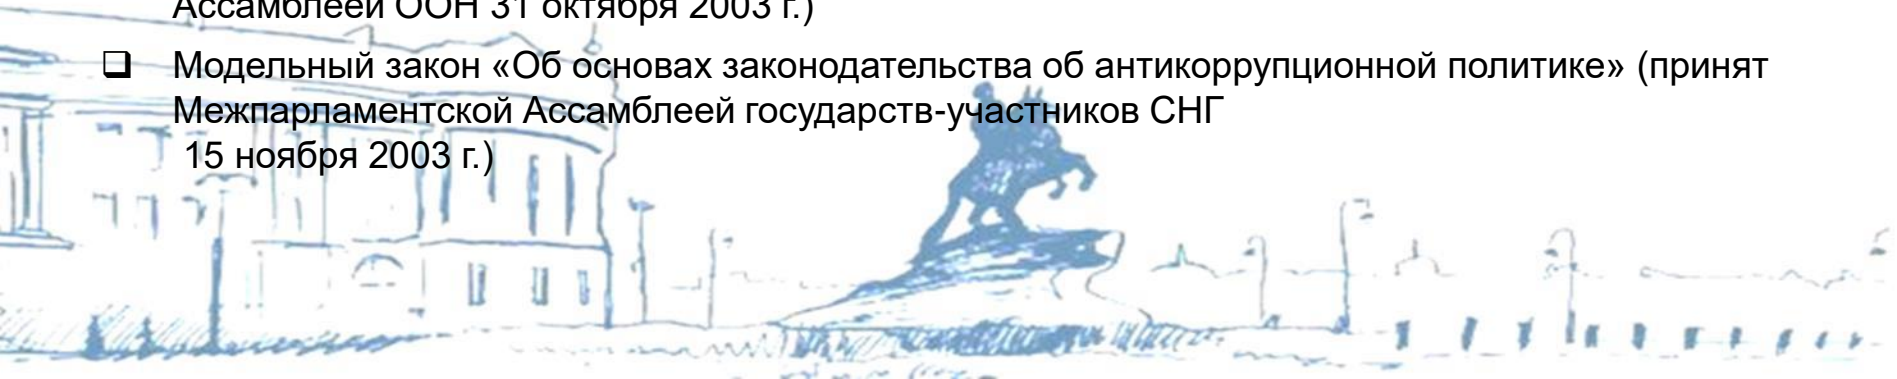 Ассамблеей ООН 31 октября 2003 г.)
❑ Модельный закон «Об основах законодательства об антикоррупционной политике» (принят
Межпарламентской Ассамблеей государств-участников СНГ
15 ноября 2003 г.)